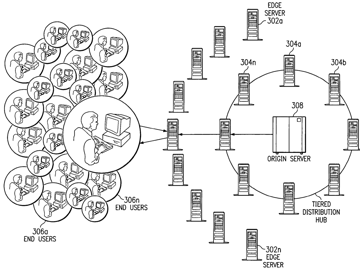 EDGE
SERVER
302a
304n
304a
304b
308
ORIGIN SERVER
306n
END USERS
306a
END USERS
TIERED
DISTRIBUTION
HUB
302n
EDGE
SERVER